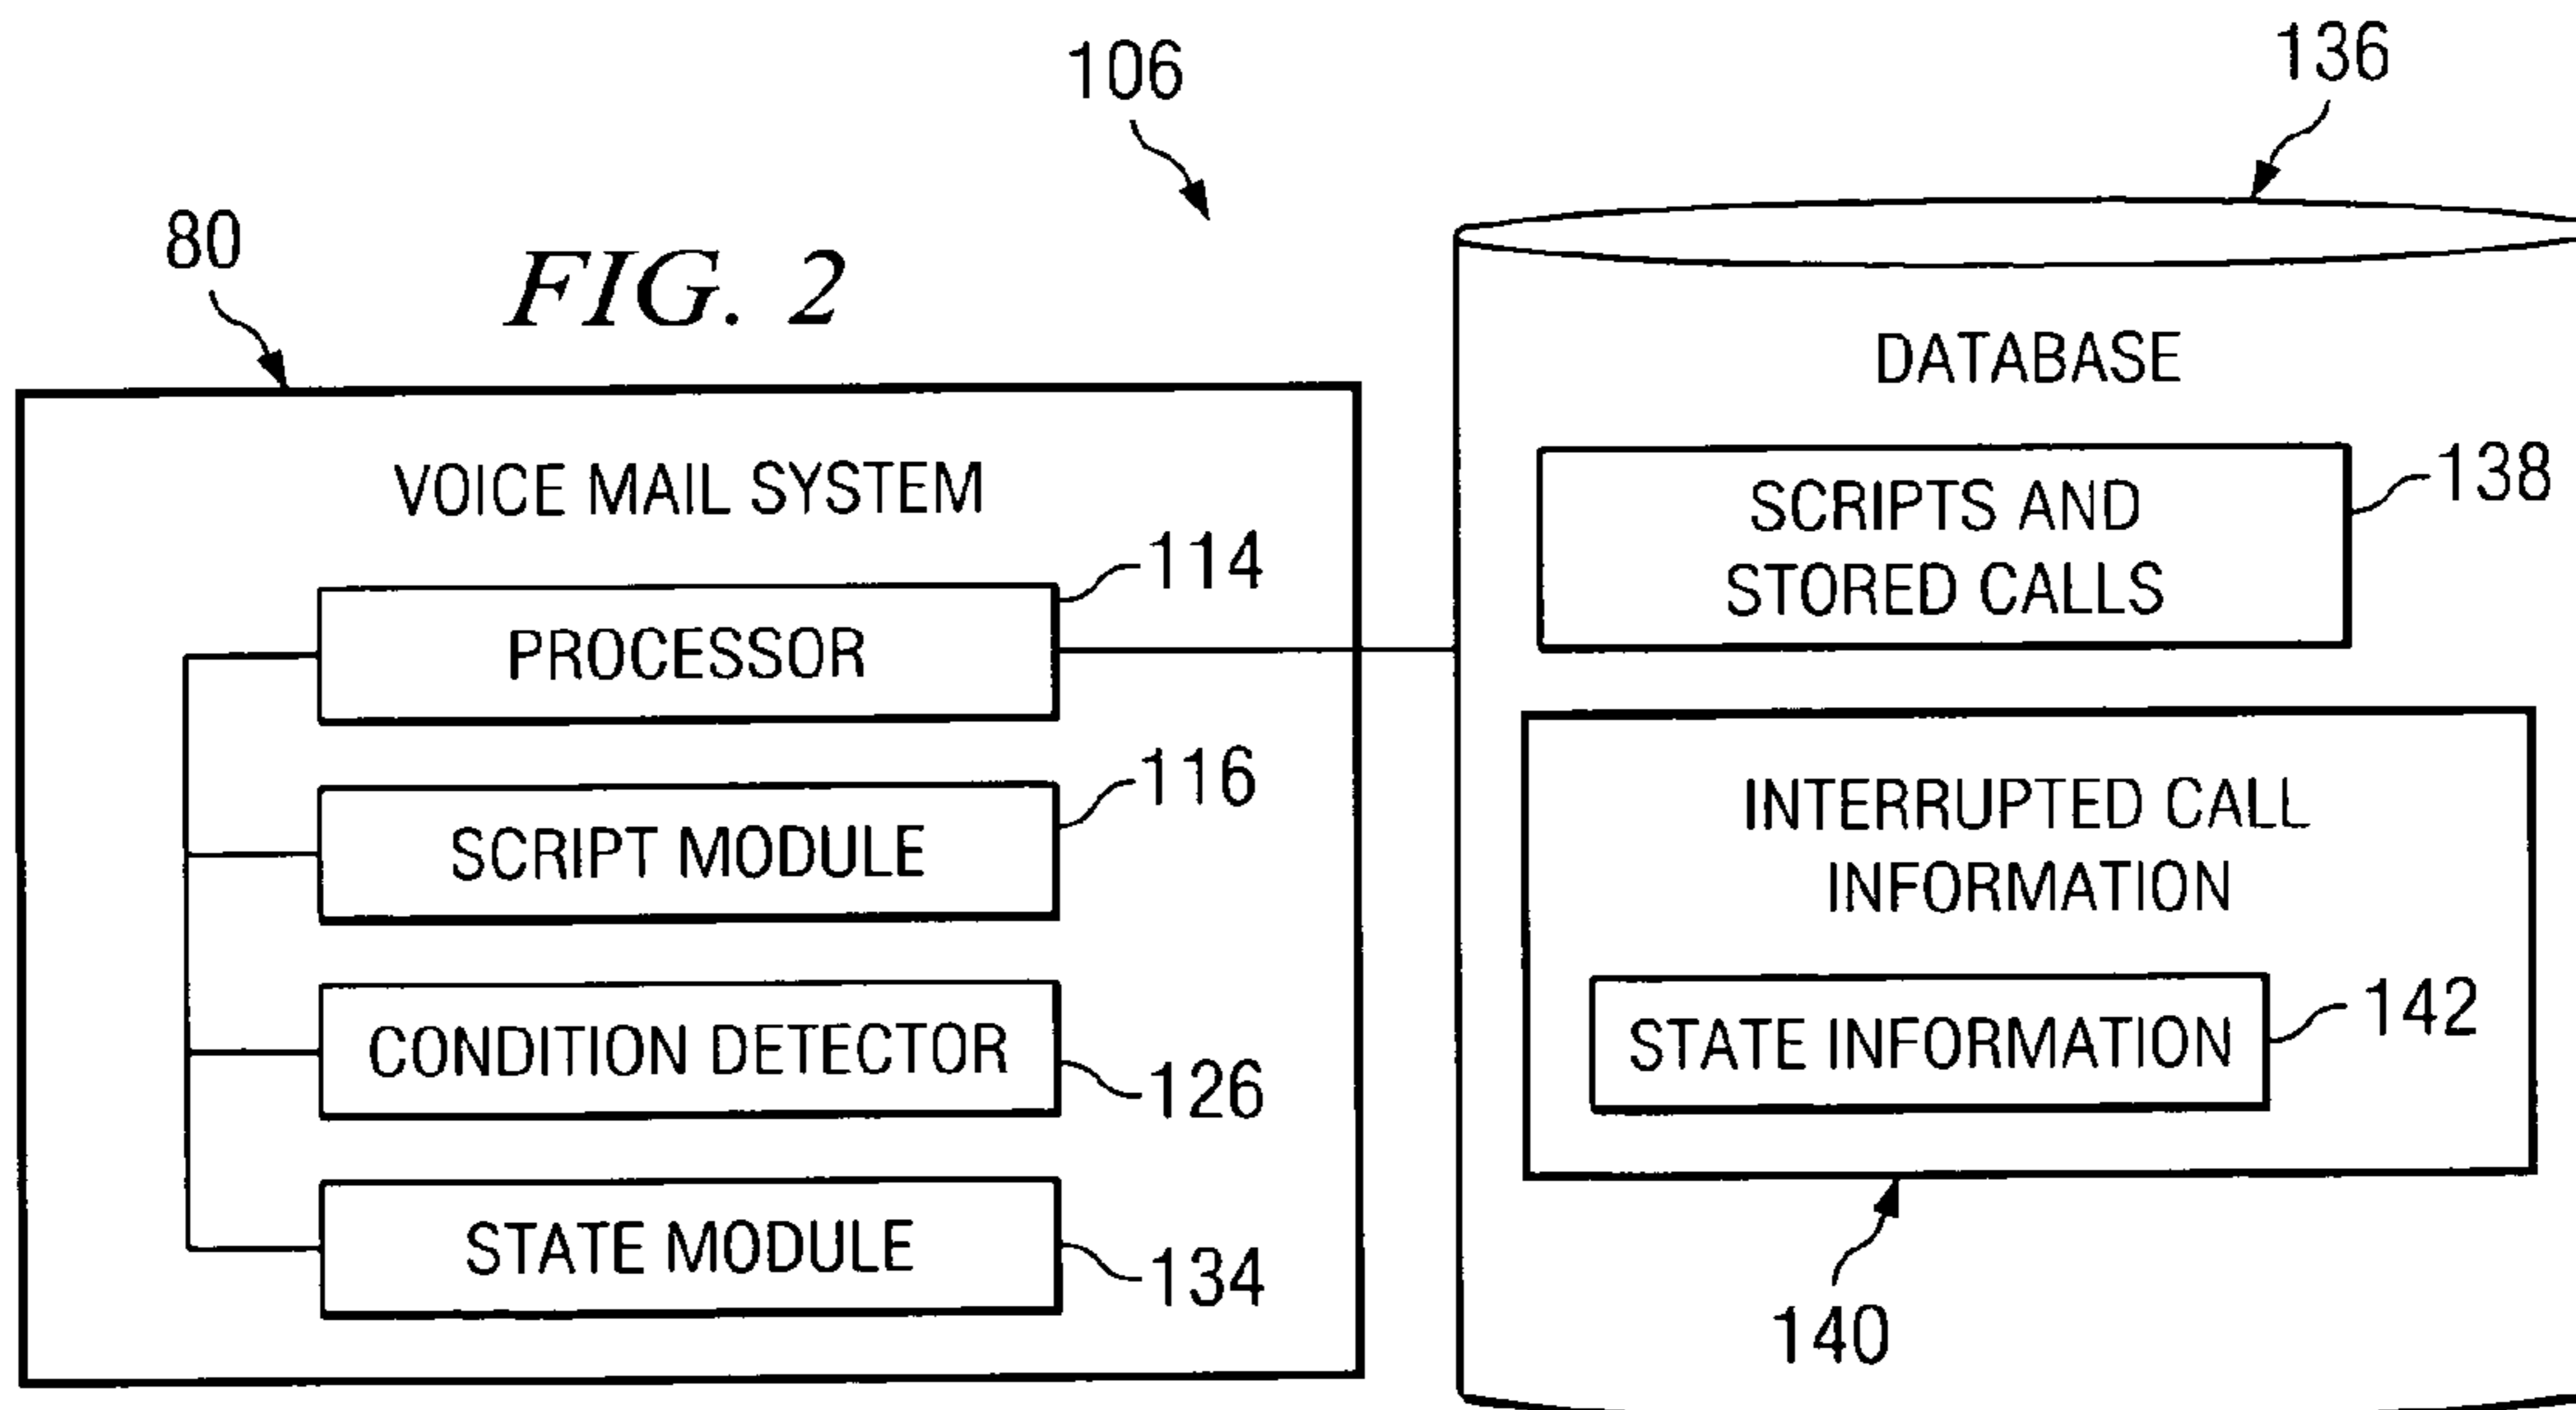 106
136
80
FIG. 2
DATABASE
VOICE MAIL SYSTEM
138
SCRIPTS AND
STORED CALLS
114
PROCESSOR
116
SCRIPT MODULE
INTERRUPTED CALL
INFORMATION
142
STATE INFORMATION
CONDITION DETECTOR
126
STATE MODULE
134
140